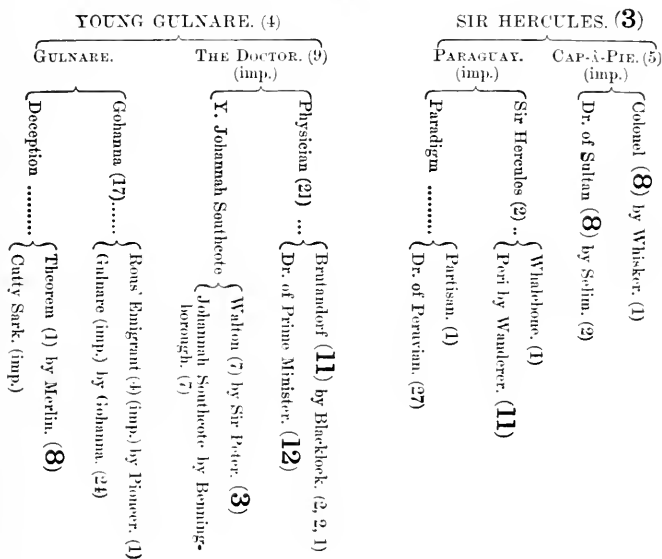 YOUNG GULNARE. (4)
GULNARE.
THE DOCTOR. (9)
(imp.)
Deception ..........
Gohanna (17)......
Y. Johannah Southcote
Physician (21) ...
Cutty Sark. (imp.)
Theorem (1) by Merlin. (8)
Gulnare (imp.) by Gohanna. (24)
Rous' Emigrant (4) (imp.) by Pioneer. (1)
Johannah Southcote by Benning-
borough. (7)
Walton (7) by Sir Peter. (3)
Dr. of Prime Minister. (12)
Brutandorf (11) by Blacklock. (2, 2, 1)
SIR HERCULES. (3)
PARAGUAY.
(imp.)
CAP-À-PIE. (5)
(imp.)
Paradigm ........
Sir Hercules (2) ..
Dr. of Sultan (8) by Selim. (2)
Colonel (8) by Whisker. (1)
Dr. of Peruvian. (27)
Partisan. (1)
Peri by Wanderer. (11)
Whalebone. (1)